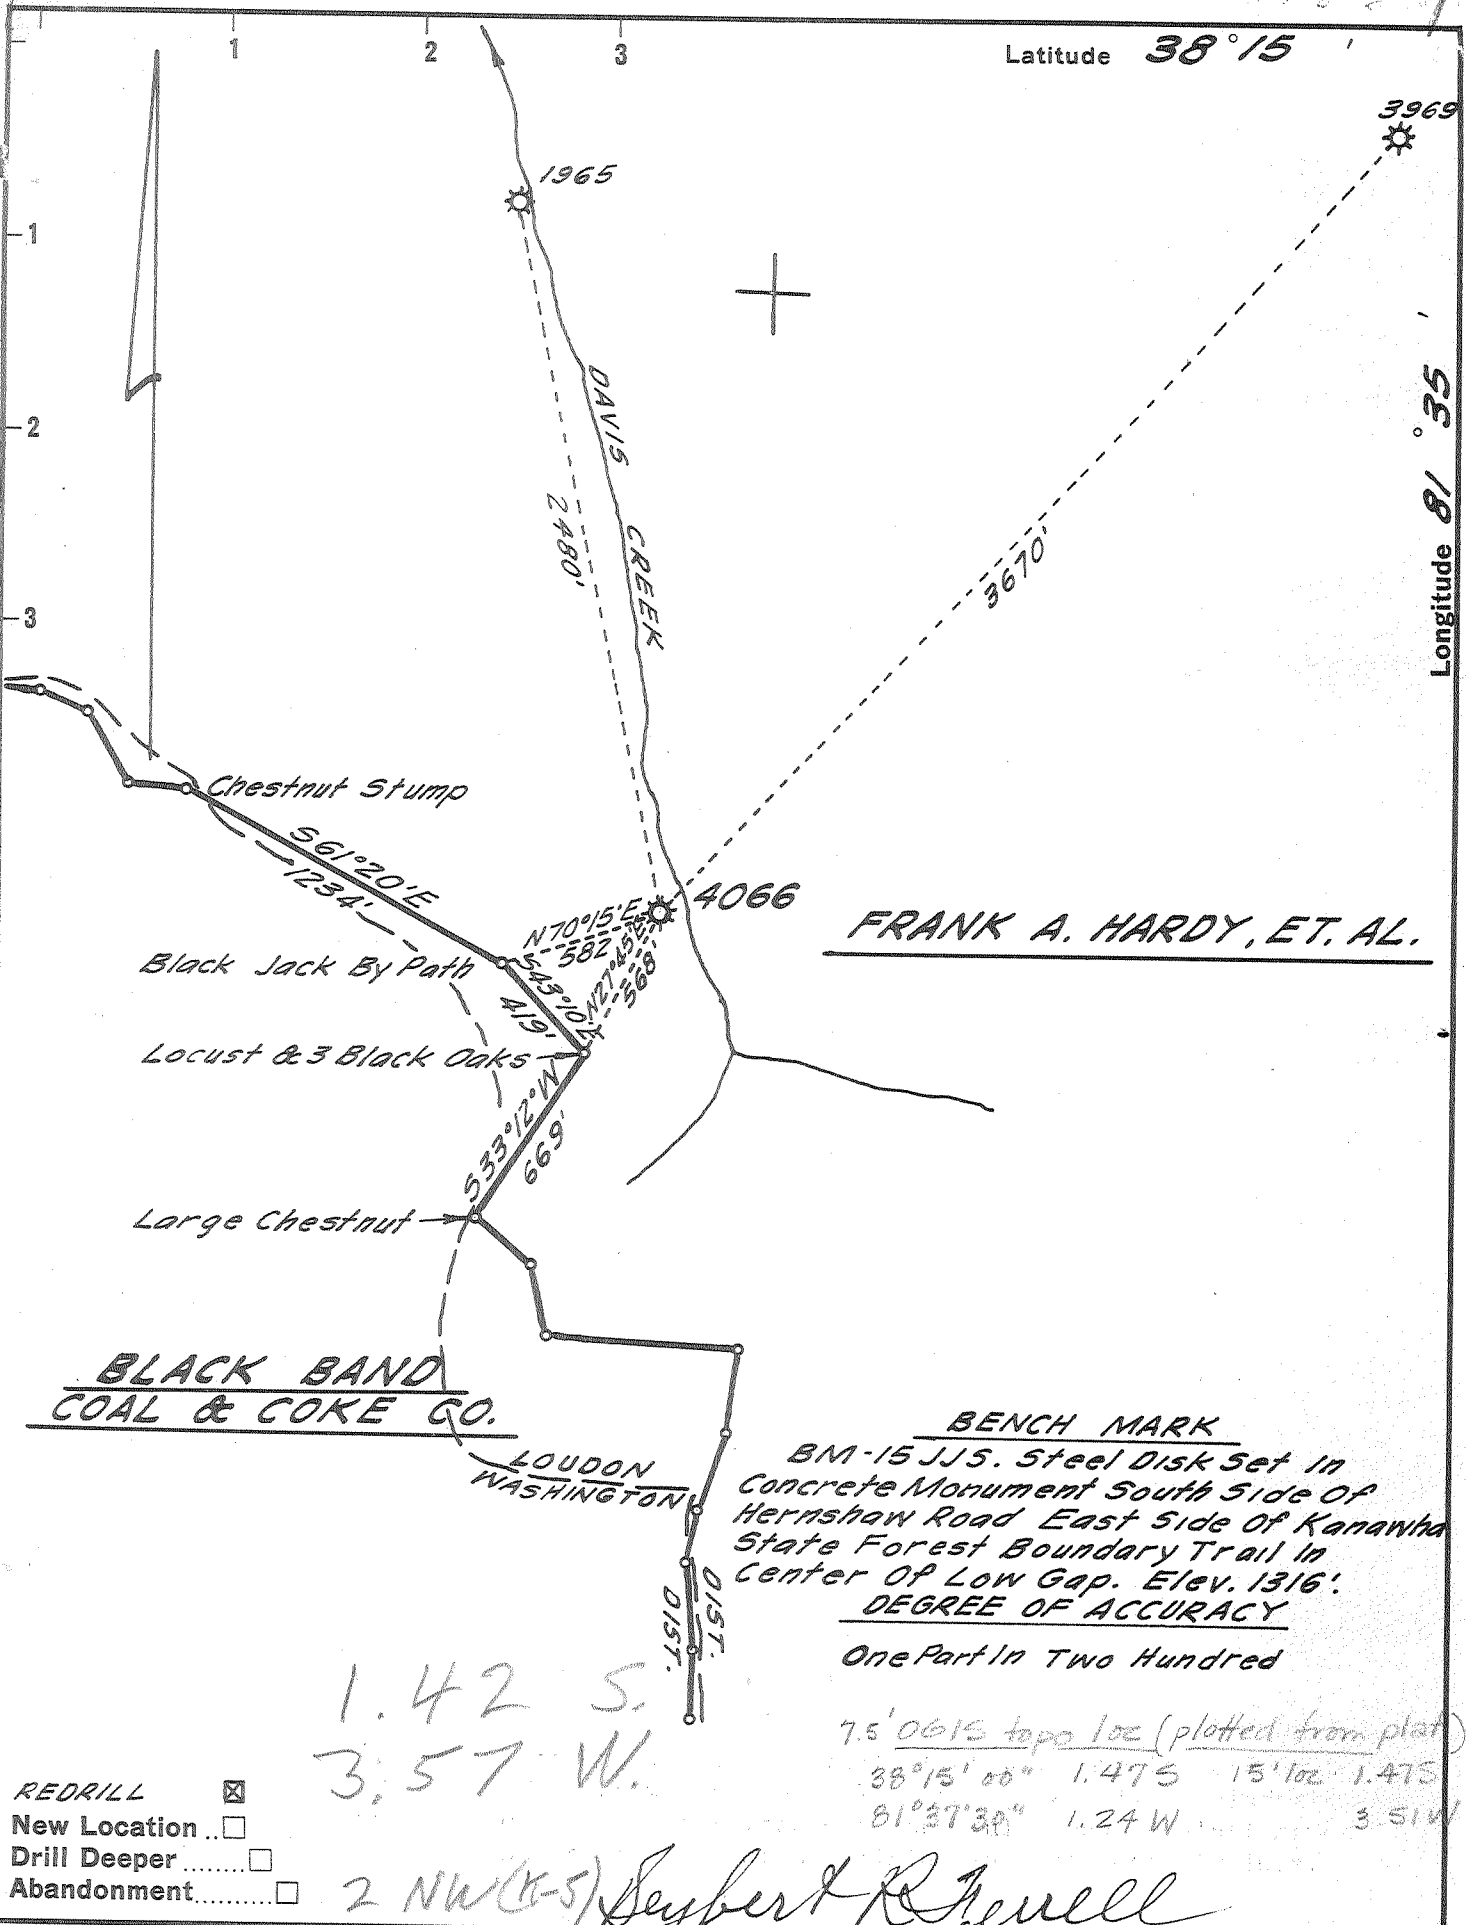 1 2 3
Latitude 38°15'
3969
1965
1
2
3
Longitude 81°35'
DAVIS CREEK
2480'
3670'
Chestnut Stump
S61°20'E
1234'
4066
N70°15'E
582
N27°45'E
568'
FRANK A. HARDY, ET. AL.
Black Jack By Path
S43°10'E
419'
Locust & 3 Black Oaks
S33°12'W
669'
Large Chestnut
BLACK BAND
COAL & COKE CO.
LOUDON
WASHINGTON
DIST.
DIST.
BENCH MARK
BM-15 JJS. Steel Disk Set In
Concrete Monument South Side Of
Hernshaw Road East Side Of Kanawha
State Forest Boundary Trail In
Center Of Low Gap. Elev. 1316'.
DEGREE OF ACCURACY
One Part In Two Hundred
1.42 S.
3.57 W.
7.5' OGIS topo loc (plotted from plat)
38°15'00" 1.47S 15' loc 1.47S
81°37'30" 1.24 W 3.51W
REDRILL ☒
New Location ..☐
Drill Deeper ........☐
Abandonment..........☐
2 NW (K-5)